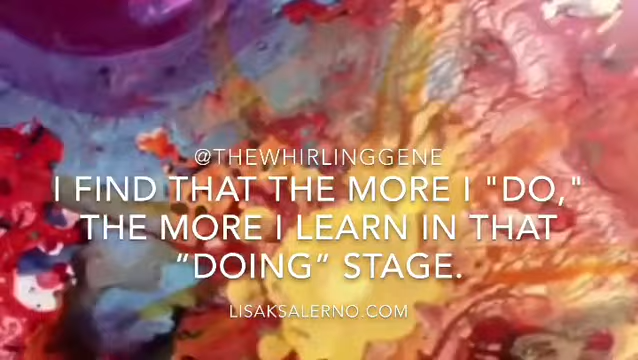 @THEWHIRLINGGENE
I FIND THAT THE MORE I "DO,"
THE MORE I LEARN IN THAT
“DOING” STAGE.
LISAKSALERNO.COM